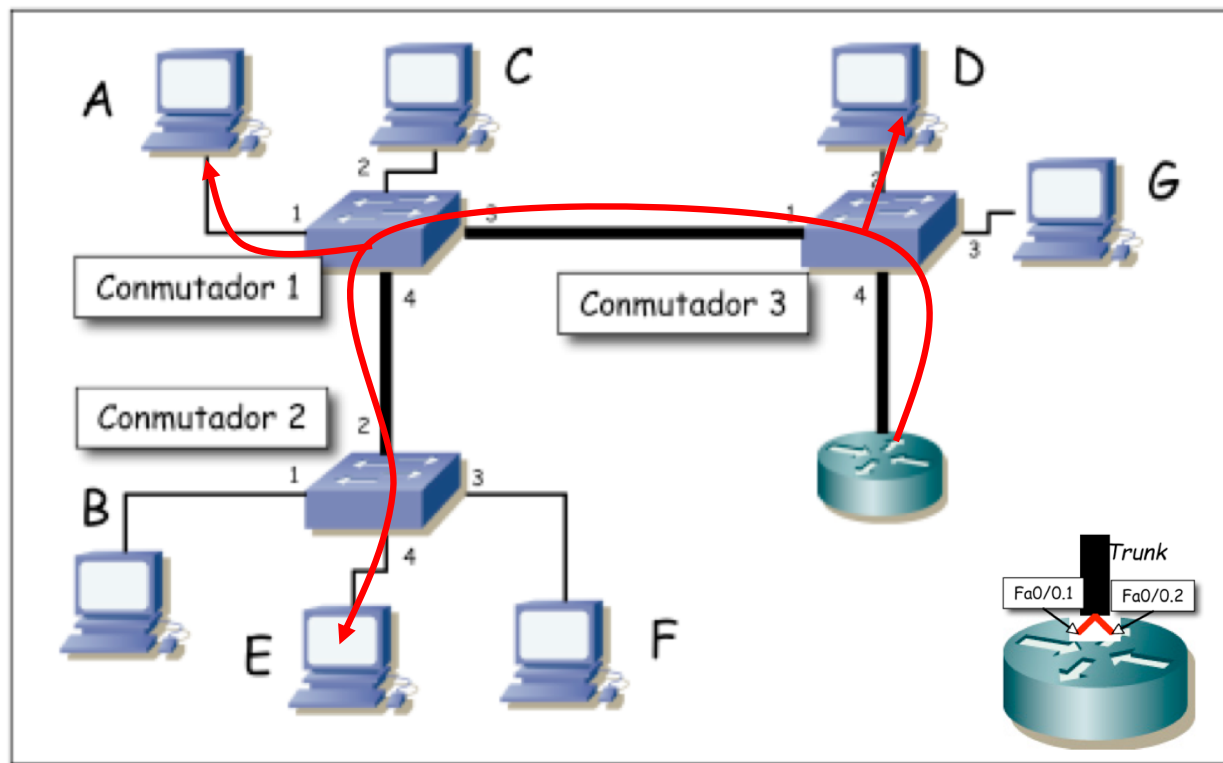 A
C
D
G
1
2
3
1
2
3
Conmutador 1
4
Conmutador 3
4
Conmutador 2
2
1
3
B
4
E
F
Trunk
Fa0/0.1
Fa0/0.2